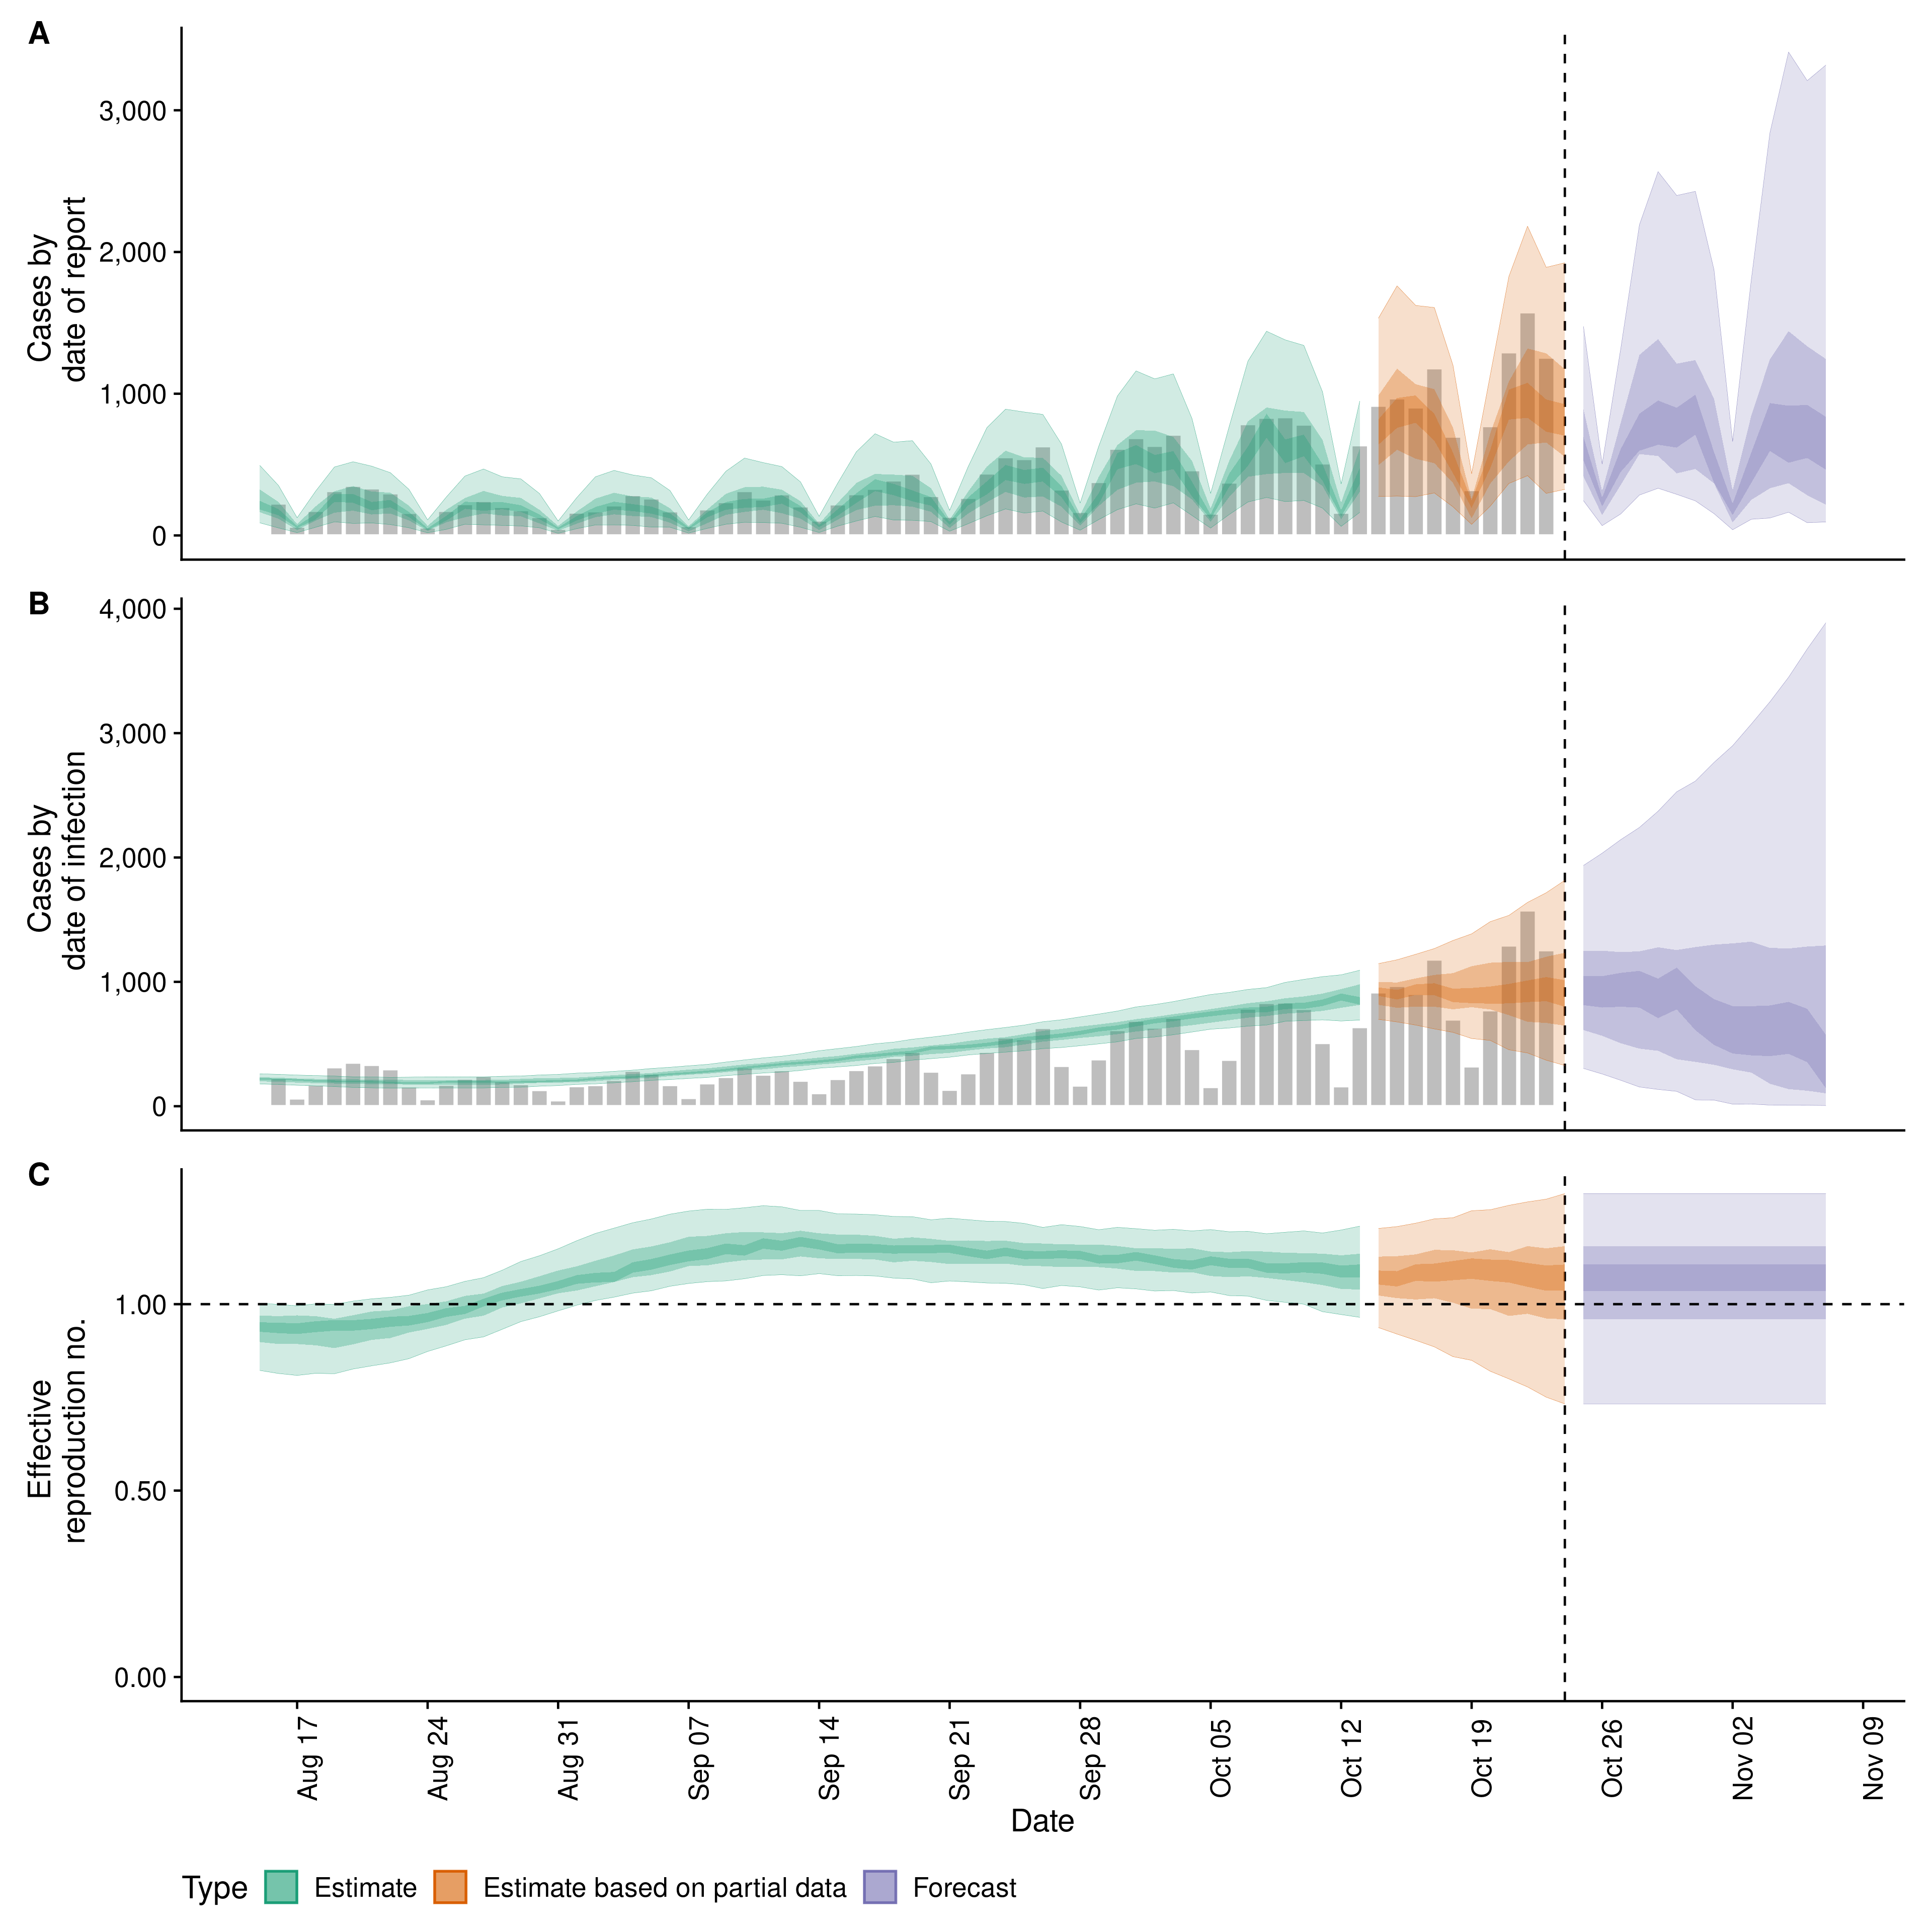 A
Cases by
date of report
3,000
2,000
1,000
0
B
Cases by
date of infection
4,000
3,000
2,000
1,000
0
C
Effective
reproduction no.
1.00
0.50
0.00
Aug 17
Aug 24
Aug 31
Sep 07
Sep 14
Sep 21
Sep 28
Oct 05
Oct 12
Oct 19
Oct 26
Nov 02
Nov 09
Date
Type Estimate Estimate based on partial data Forecast